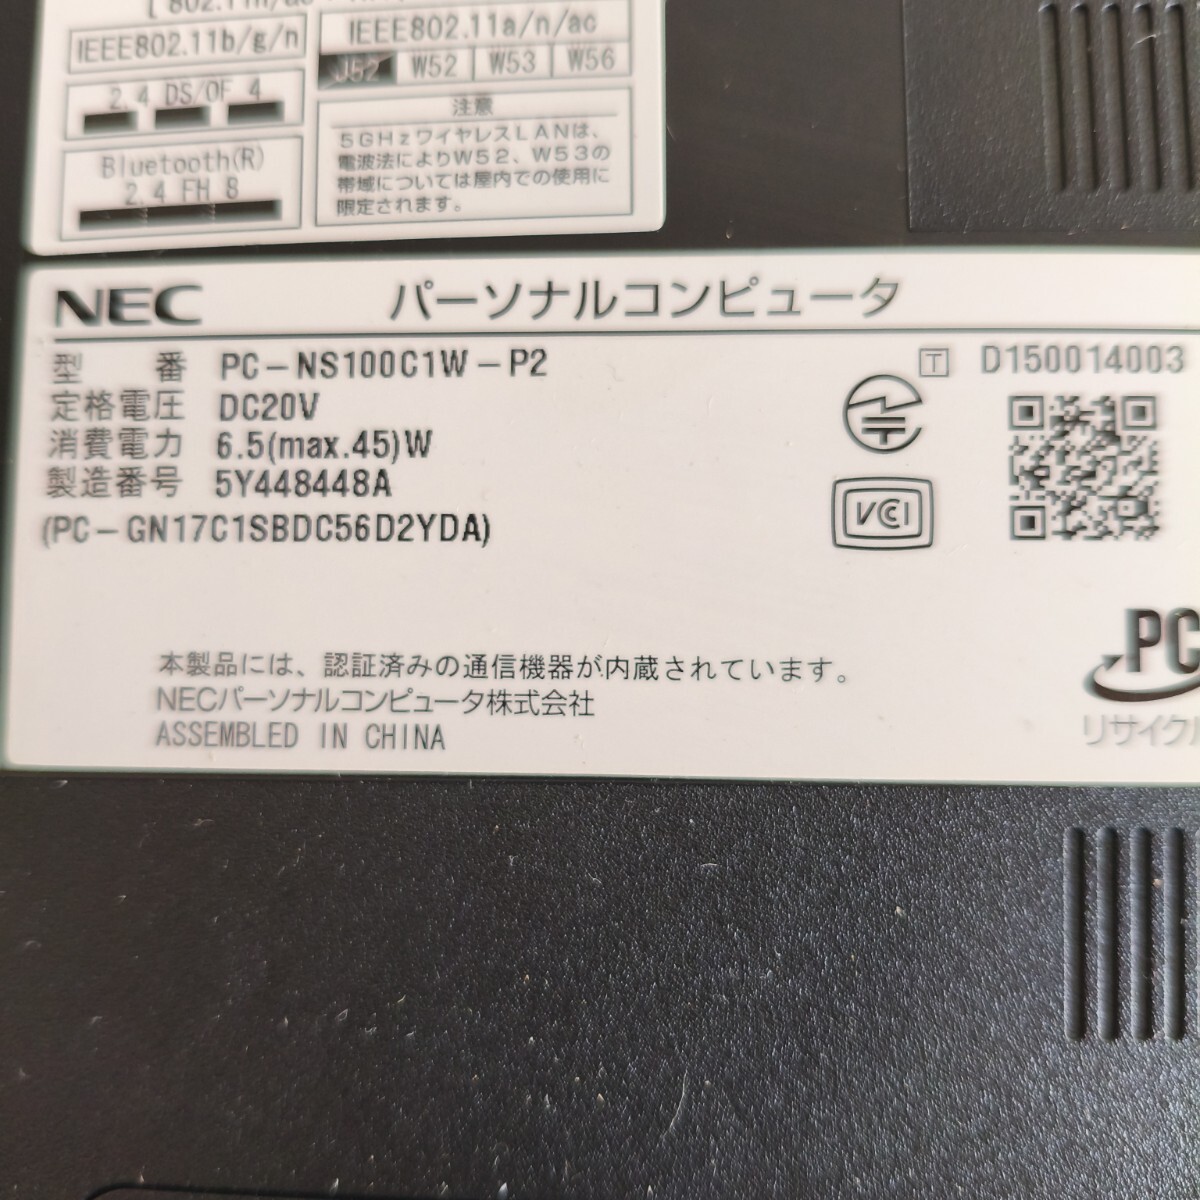 IEEE802.11b/g/n
IEEE802.11a/n/ac
J52 W52 W53 W56
2.4 DS/OF 4
Bluetooth(R)
2.4 FH 8
注意
5GHzワイヤレスLANは、
電波法によりW52、W53の
帯域については屋内での使用に
限定されます。
NEC パーソナルコンピュータ
型 番 PC-NS100C1W-P2
定格電圧 DC20V
消費電力 6.5(max.45)W
製造番号 5Y448448A
(PC-GN17C1SBDC56D2YDA)
T D150014003
VCCI
本製品には、認証済みの通信機器が内蔵されています。
NECパーソナルコンピュータ株式会社
ASSEMBLED IN CHINA
PC
リサイクル